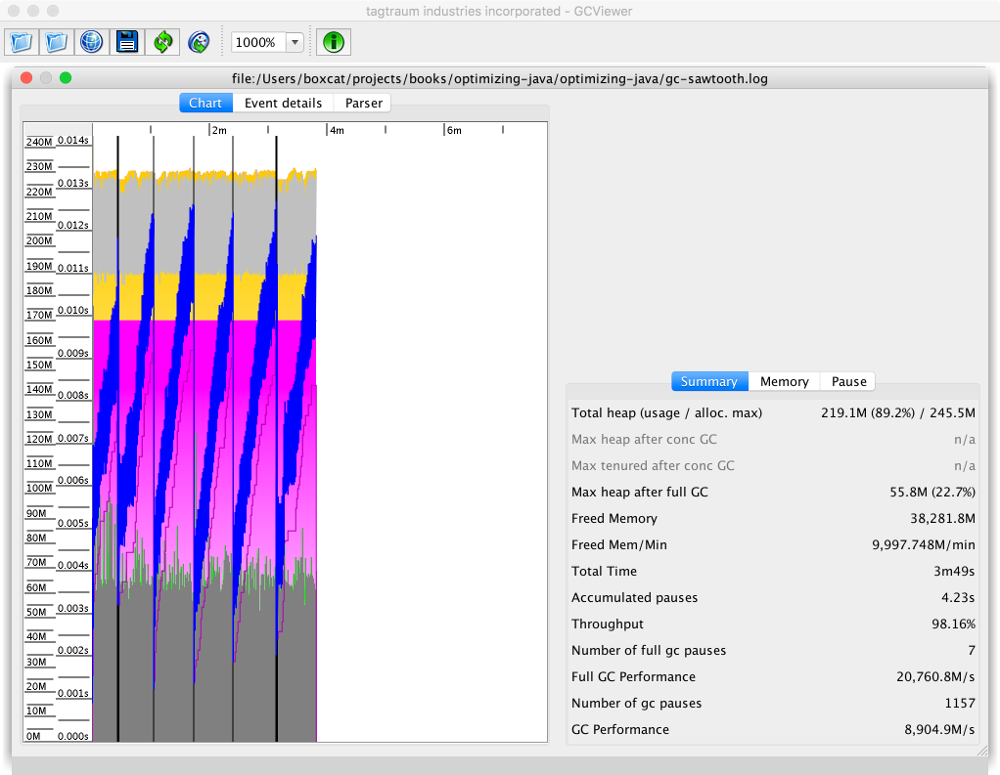 tagtraum industries incorporated - GCViewer
1000%
file:/Users/boxcat/projects/books/optimizing-java/optimizing-java/gc-sawtooth.log
Chart Event details Parser
2m 4m 6m
240M 0.014s
230M
0.013s
220M
210M
0.012s
200M
190M 0.011s
180M
170M 0.010s
160M
0.009s
150M
140M 0.008s
130M
120M 0.007s
110M
100M 0.006s
90M
0.005s
80M
70M 0.004s
60M
50M 0.003s
40M
0.002s
30M
20M
0.001s
10M
0M 0.000s
Summary Memory Pause
Total heap (usage / alloc. max) 219.1M (89.2%) / 245.5M
Max heap after conc GC n/a
Max tenured after conc GC n/a
Max heap after full GC 55.8M (22.7%)
Freed Memory 38,281.8M
Freed Mem/Min 9,997.748M/min
Total Time 3m49s
Accumulated pauses 4.23s
Throughput 98.16%
Number of full gc pauses 7
Full GC Performance 20,760.8M/s
Number of gc pauses 1157
GC Performance 8,904.9M/s